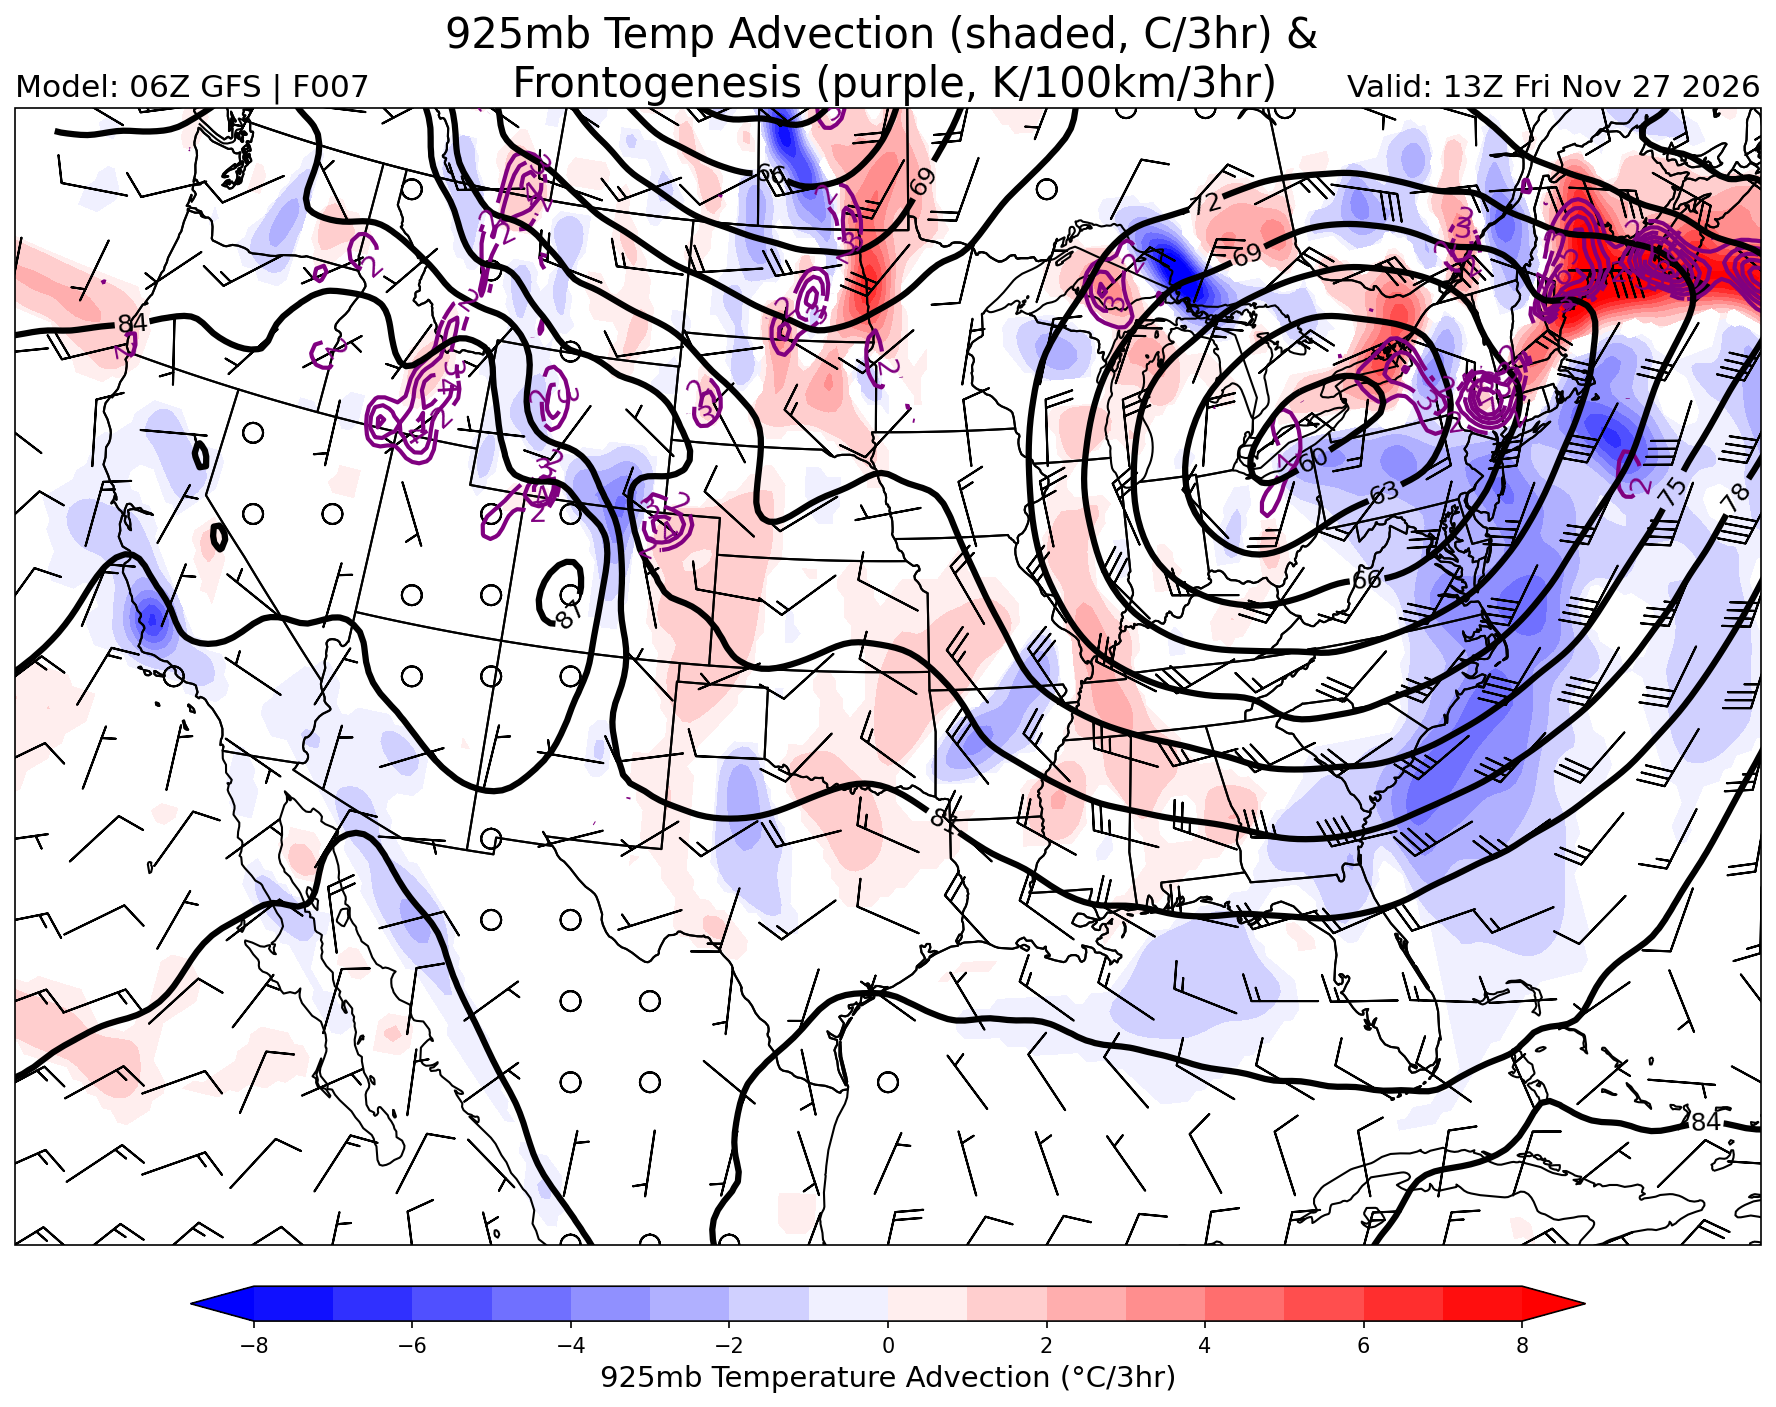 925mb Temp Advection (shaded, C/3hr) &
Frontogenesis (purple, K/100km/3hr)
Model: 06Z GFS | F007
Valid: 13Z Fri Nov 27 2026
66
69
72
69
84
60
63
66
75
78
87
81
84
−8 −6 −4 −2 0 2 4 6 8
925mb Temperature Advection (°C/3hr)